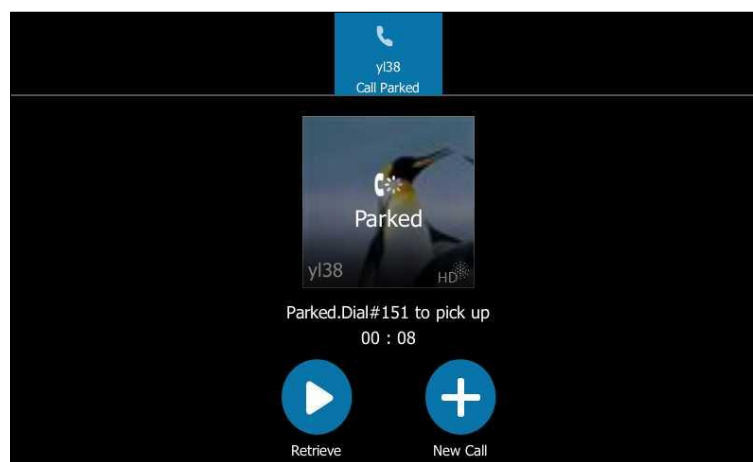 yl38
Call Parked
Parked
yl38
HD
Parked.Dial#151 to pick up
00 : 08
Retrieve
New Call